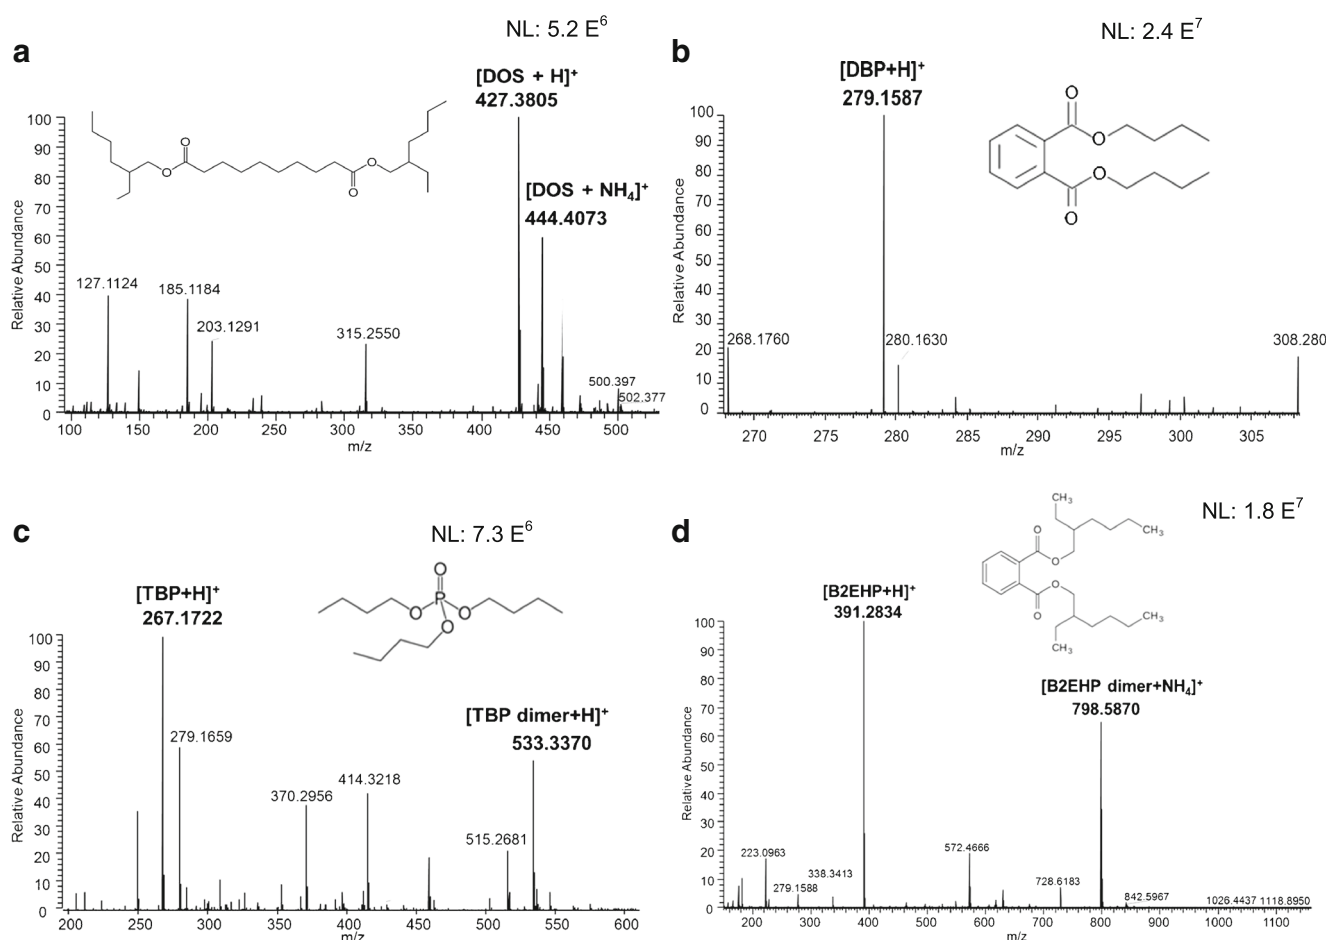 a
NL: 5.2 E⁶
[DOS + H]⁺
427.3805
[DOS + NH₄]⁺
444.4073
O
O
O
O
127.1124
185.1184
203.1291
315.2550
500.397
502.377
Relative Abundance
100
90
80
70
60
50
40
30
20
10
0
100 150 200 250 300 350 400 450 500
m/z
b
NL: 2.4 E⁷
[DBP+H]⁺
279.1587
O
O
O
O
268.1760
280.1630
308.280
Relative Abundance
100
90
80
70
60
50
40
30
20
10
0
270 275 280 285 290 295 300 305
m/z
c
NL: 7.3 E⁶
[TBP+H]⁺
267.1722
O
P
O
O
O
[TBP dimer+H]⁺
533.3370
279.1659
370.2956
414.3218
515.2681
Relative Abundance
100
90
80
70
60
50
40
30
20
10
0
200 250 300 350 400 450 500 550 600
m/z
d
NL: 1.8 E⁷
CH₃
CH₃
O
O
O
O
CH₃
CH₃
[B2EHP+H]⁺
391.2834
[B2EHP dimer+NH₄]⁺
798.5870
223.0963
279.1588
338.3413
572.4666
728.6183
842.5967
1026.4437 1118.8950
Relative Abundance
100
90
80
70
60
50
40
30
20
10
0
200 300 400 500 600 700 800 900 1000 1100
m/z